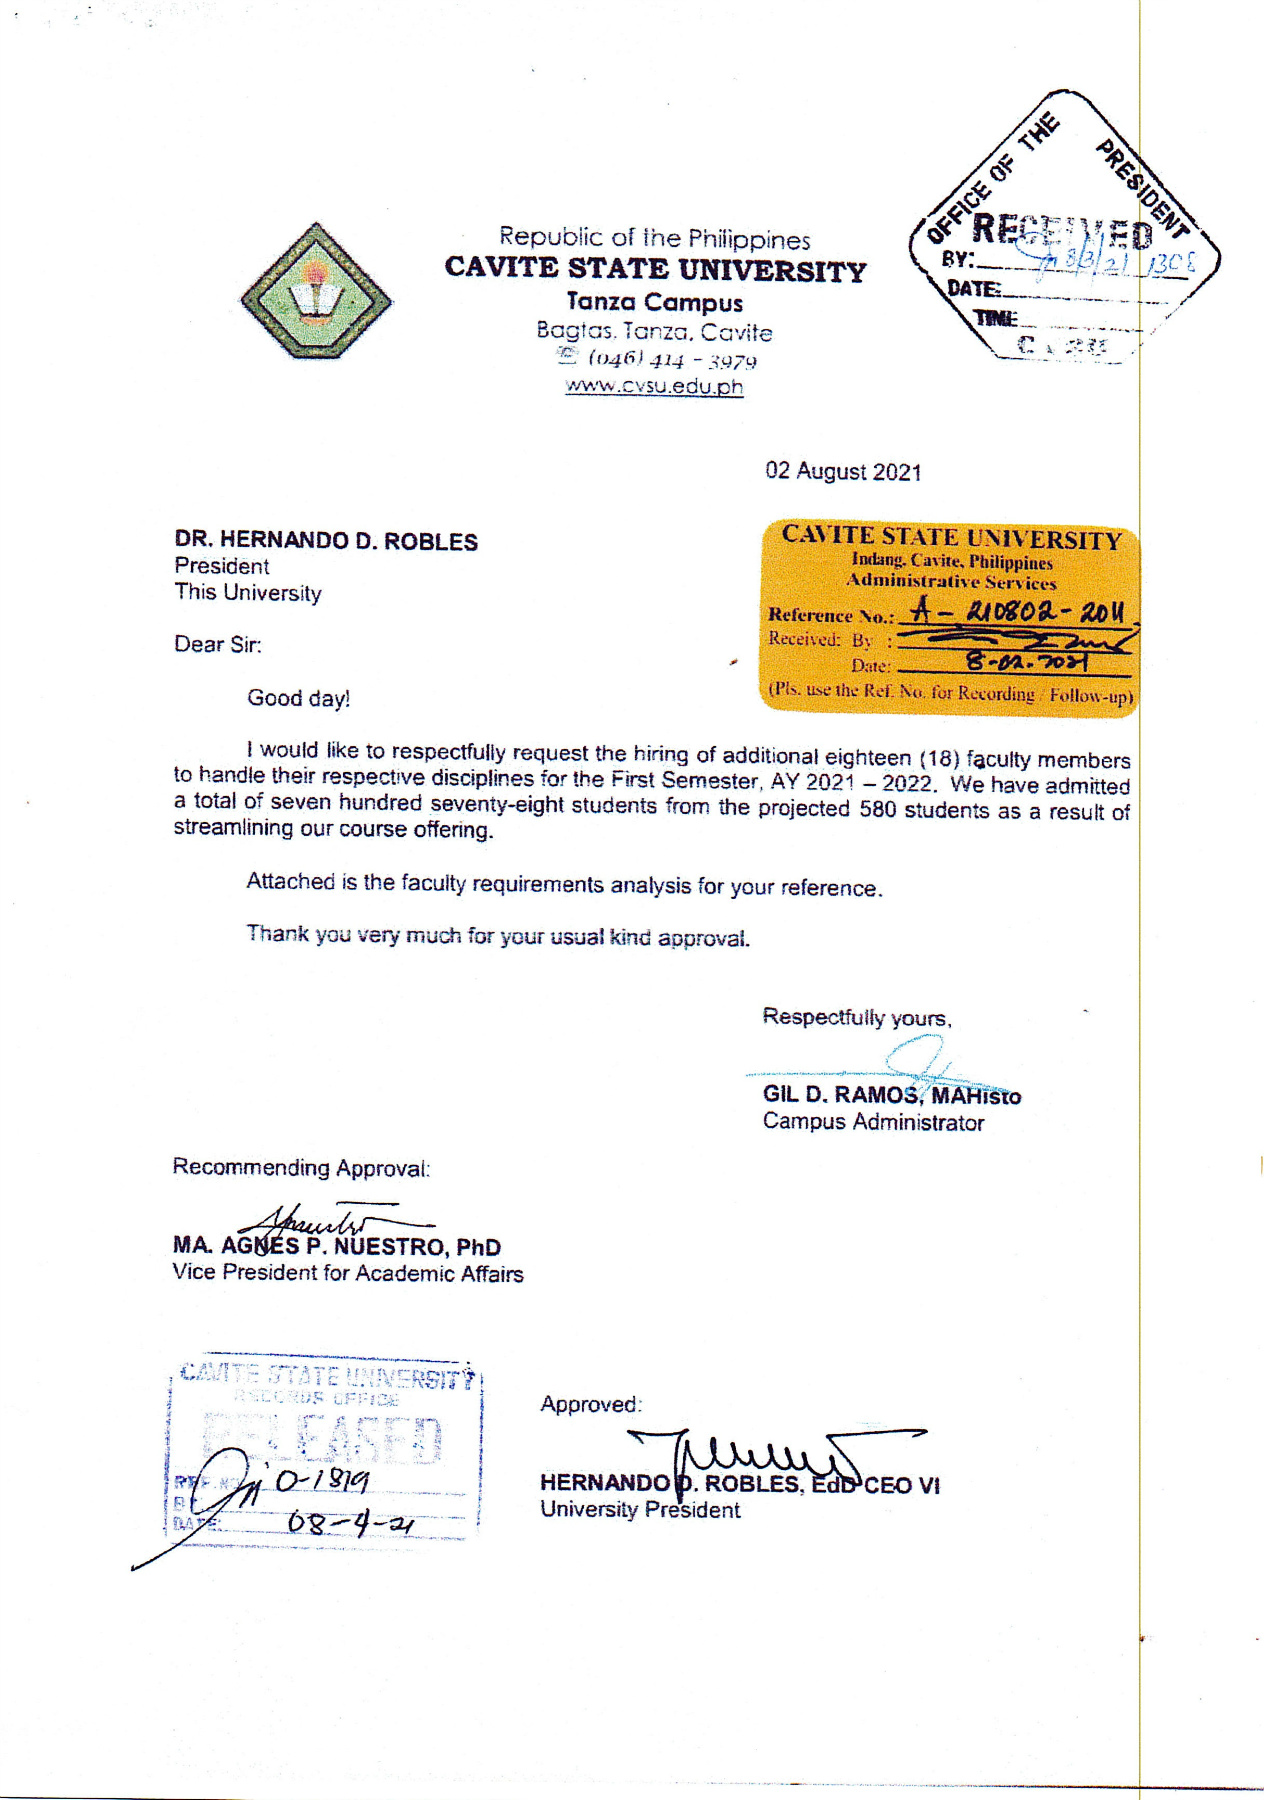 OFFICE OF THE PRESIDENT
RECEIVED
BY: 8/3/21 1308
DATE:
TIME:
Republic of the Philippines
CAVITE STATE UNIVERSITY
Tanza Campus
Bagtas, Tanza, Cavite
☏ (046) 414 - 3979
www.cvsu.edu.ph
02 August 2021
DR. HERNANDO D. ROBLES
President
This University
CAVITE STATE UNIVERSITY
Indang, Cavite, Philippines
Administrative Services
Reference No.: A - 210802 - 2011
Received: By :
Date: 8-02-2021
(Pls. use the Ref. No. for Recording / Follow-up)
Dear Sir:
Good day!
I would like to respectfully request the hiring of additional eighteen (18) faculty members
to handle their respective disciplines for the First Semester, AY 2021 – 2022. We have admitted
a total of seven hundred seventy-eight students from the projected 580 students as a result of
streamlining our course offering.
Attached is the faculty requirements analysis for your reference.
Thank you very much for your usual kind approval.
Respectfully yours,
GIL D. RAMOS, MAHisto
Campus Administrator
Recommending Approval:
MA. AGNES P. NUESTRO, PhD
Vice President for Academic Affairs
CAVITE STATE UNIVERSITY
RECORDS OFFICE
RELEASED
REF. NO. 0-1819
BY:
DATE: 08-4-21
Approved:
HERNANDO D. ROBLES, EdD CEO VI
University President